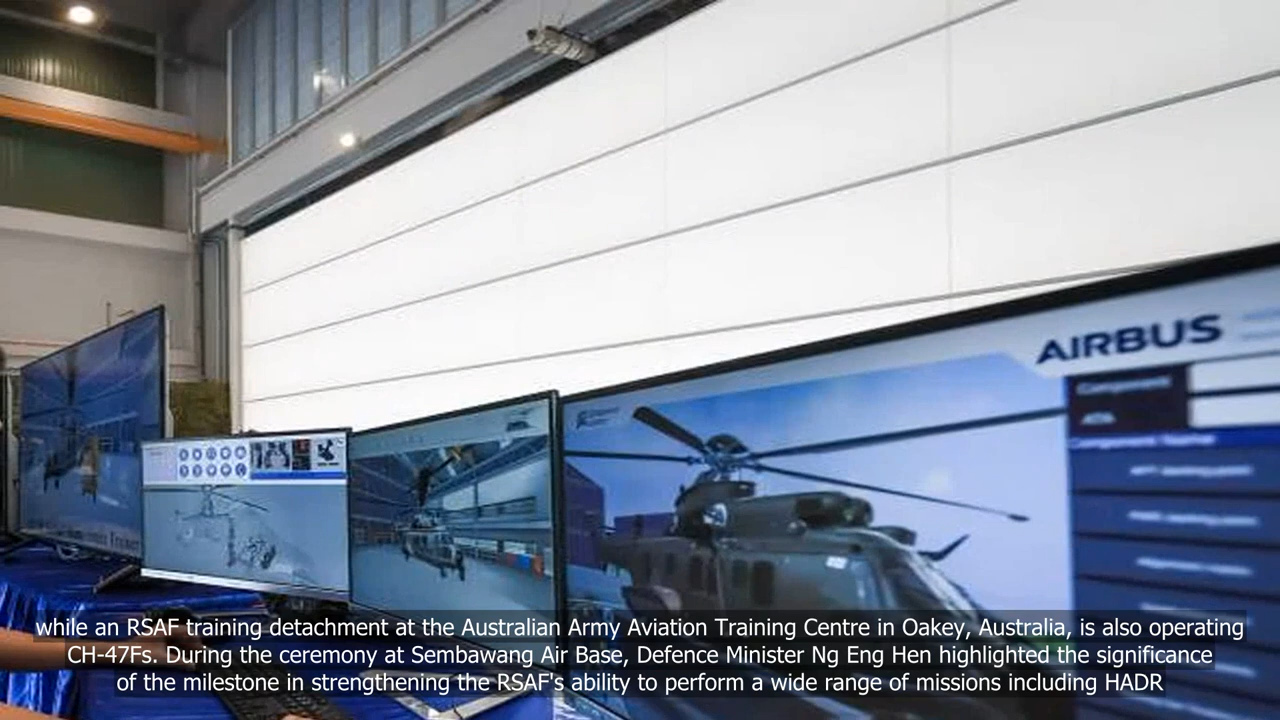 AIRBUS
Component
while an RSAF training detachment at the Australian Army Aviation Training Centre in Oakey, Australia, is also operating
CH-47Fs. During the ceremony at Sembawang Air Base, Defence Minister Ng Eng Hen highlighted the significance
of the milestone in strengthening the RSAF's ability to perform a wide range of missions including HADR